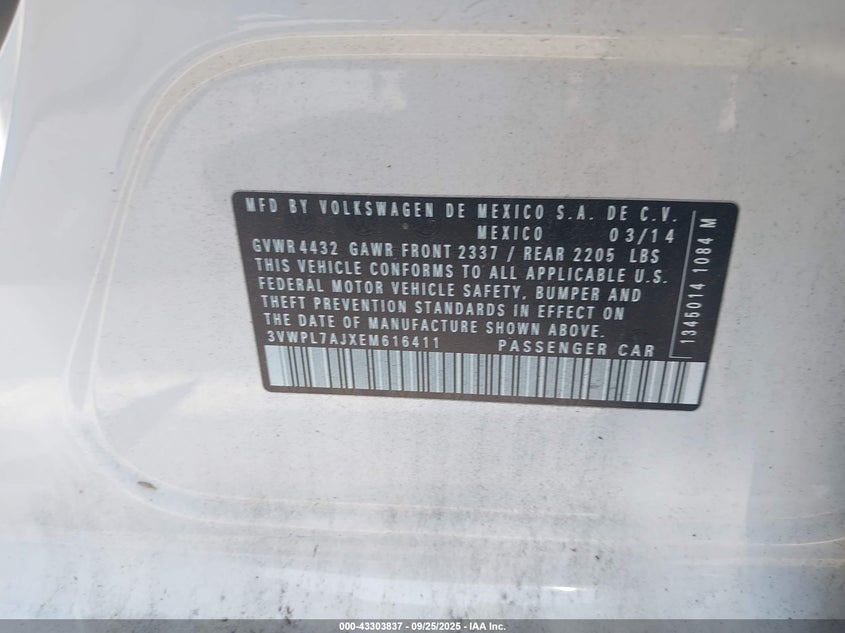 MFD BY VOLKSWAGEN DE MEXICO S.A. DE C.V.
MEXICO 03/14
GVWR 4432 GAWR FRONT 2337 / REAR 2205 LBS
THIS VEHICLE CONFORMS TO ALL APPLICABLE U.S.
FEDERAL MOTOR VEHICLE SAFETY, BUMPER AND
THEFT PREVENTION STANDARDS IN EFFECT ON
THE DATE OF MANUFACTURE SHOWN ABOVE.
3VWPL7AJXEM616411 PASSENGER CAR
1345014 1084 M
000-43303837 - 09/25/2025 - IAA Inc.